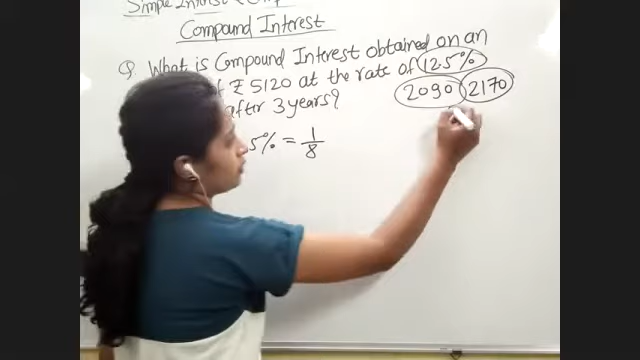 Simple Interest &
Compound Interest
Q. What is Compound Interest obtained on an
of ₹ 5120 at the rate of 12.5%
after 3 years?
2090 2170
5% = 1/8